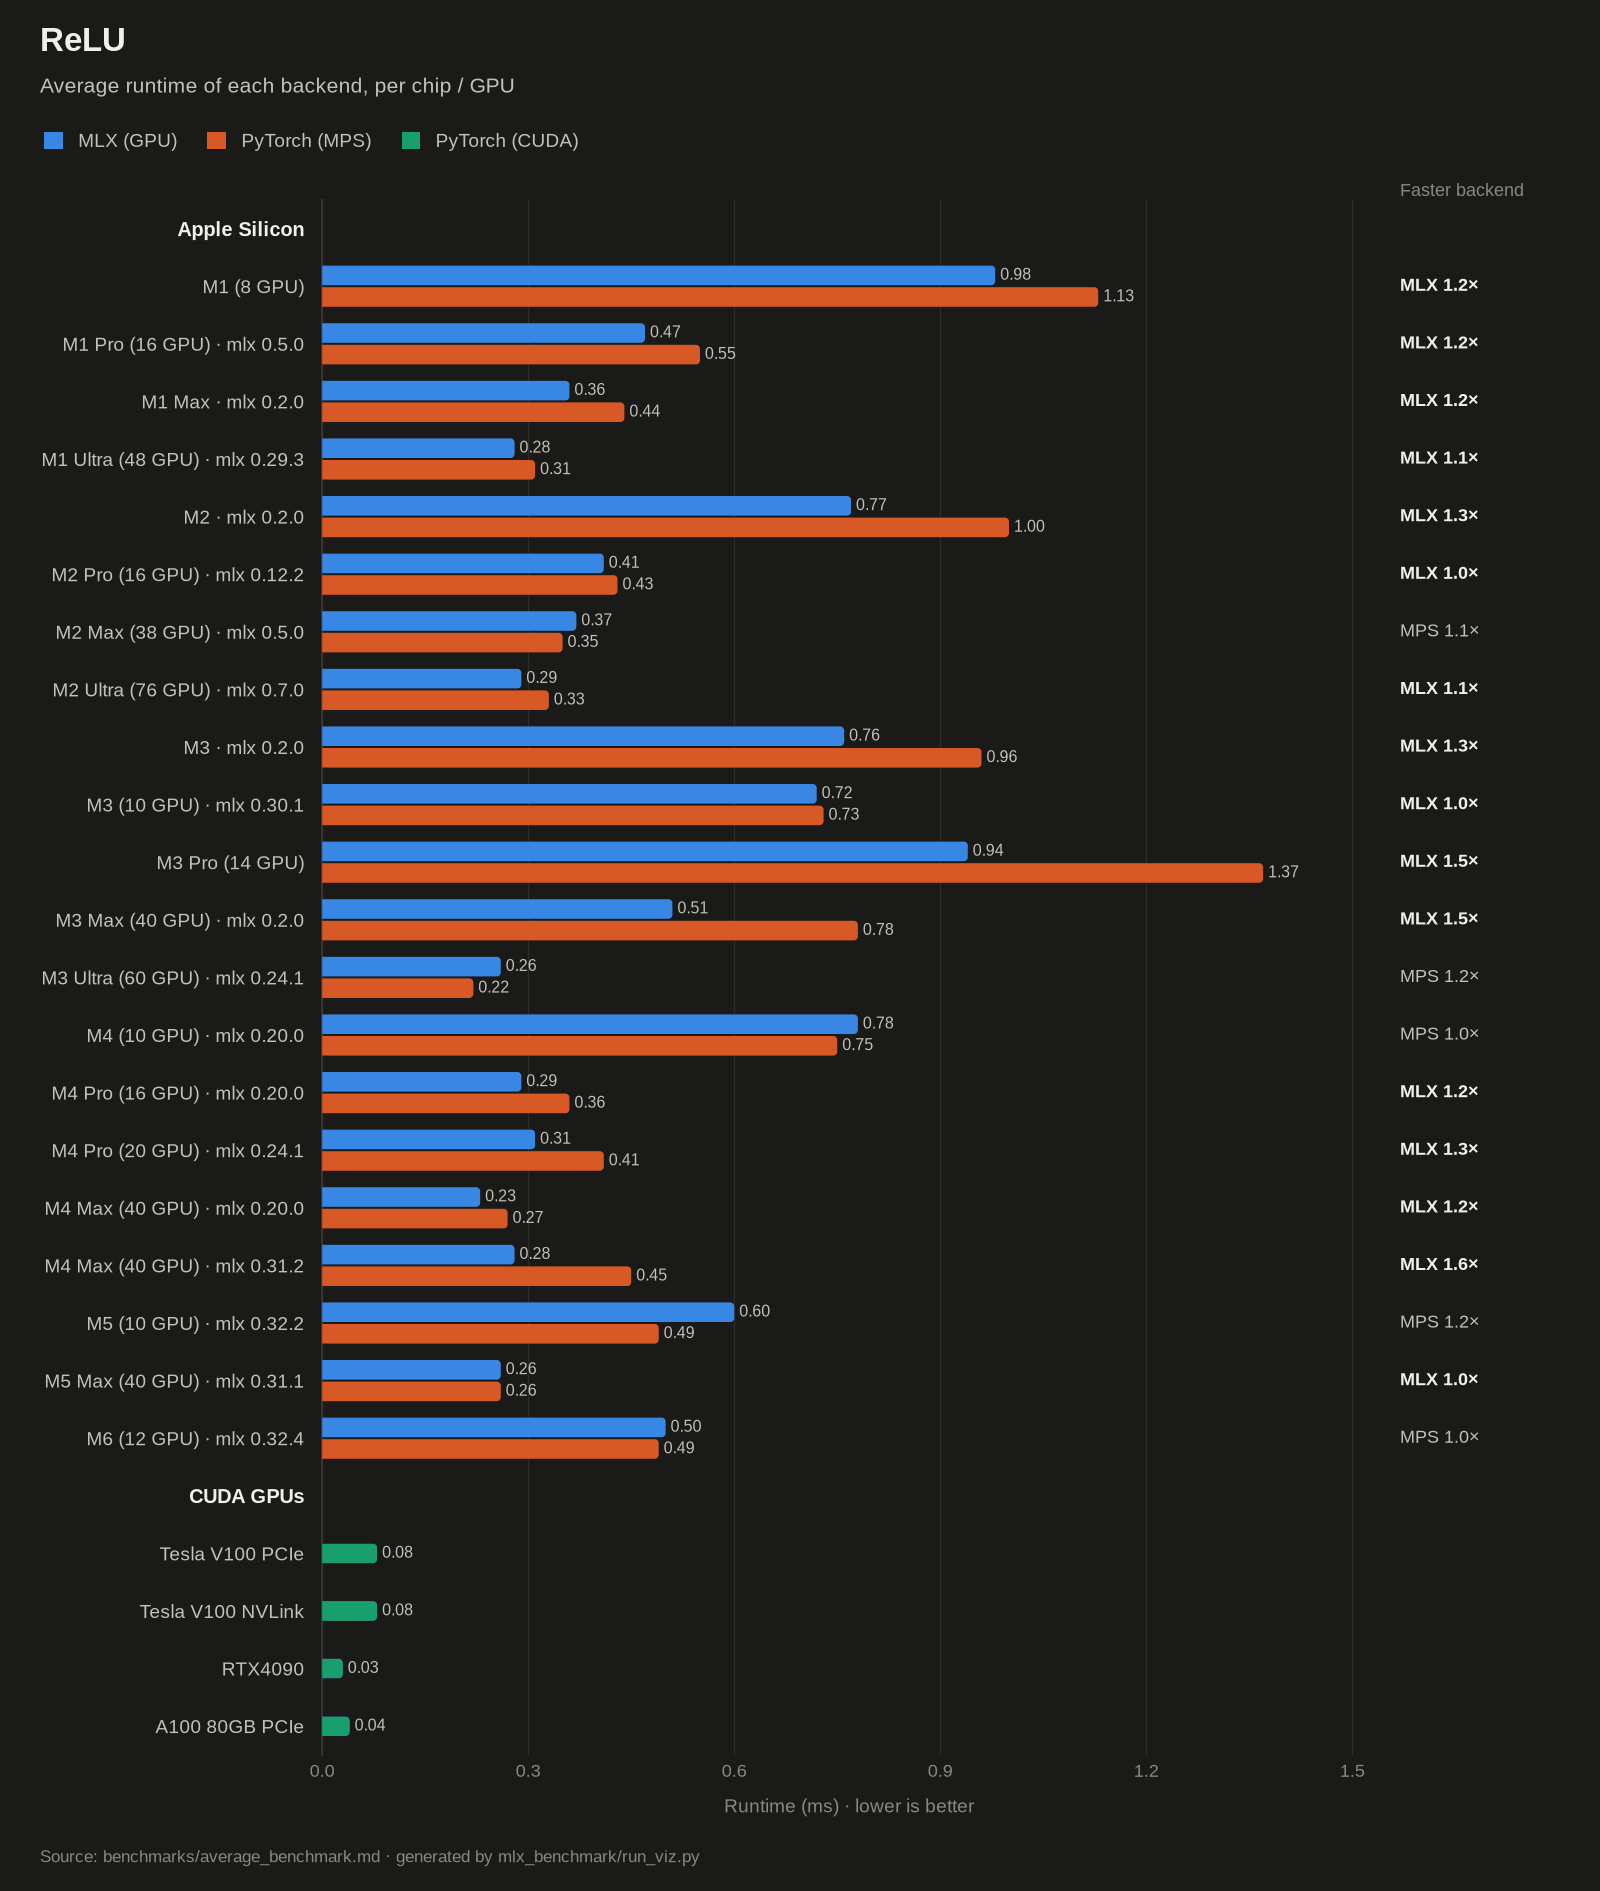 ReLU
Average runtime of each backend, per chip / GPU
MLX (GPU) PyTorch (MPS) PyTorch (CUDA)
Faster backend
Apple Silicon
M1 (8 GPU) 0.98 1.13 MLX 1.2×
M1 Pro (16 GPU) · mlx 0.5.0 0.47 0.55 MLX 1.2×
M1 Max · mlx 0.2.0 0.36 0.44 MLX 1.2×
M1 Ultra (48 GPU) · mlx 0.29.3 0.28 0.31 MLX 1.1×
M2 · mlx 0.2.0 0.77 1.00 MLX 1.3×
M2 Pro (16 GPU) · mlx 0.12.2 0.41 0.43 MLX 1.0×
M2 Max (38 GPU) · mlx 0.5.0 0.37 0.35 MPS 1.1×
M2 Ultra (76 GPU) · mlx 0.7.0 0.29 0.33 MLX 1.1×
M3 · mlx 0.2.0 0.76 0.96 MLX 1.3×
M3 (10 GPU) · mlx 0.30.1 0.72 0.73 MLX 1.0×
M3 Pro (14 GPU) 0.94 1.37 MLX 1.5×
M3 Max (40 GPU) · mlx 0.2.0 0.51 0.78 MLX 1.5×
M3 Ultra (60 GPU) · mlx 0.24.1 0.26 0.22 MPS 1.2×
M4 (10 GPU) · mlx 0.20.0 0.78 0.75 MPS 1.0×
M4 Pro (16 GPU) · mlx 0.20.0 0.29 0.36 MLX 1.2×
M4 Pro (20 GPU) · mlx 0.24.1 0.31 0.41 MLX 1.3×
M4 Max (40 GPU) · mlx 0.20.0 0.23 0.27 MLX 1.2×
M4 Max (40 GPU) · mlx 0.31.2 0.28 0.45 MLX 1.6×
M5 (10 GPU) · mlx 0.32.2 0.60 0.49 MPS 1.2×
M5 Max (40 GPU) · mlx 0.31.1 0.26 0.26 MLX 1.0×
M6 (12 GPU) · mlx 0.32.4 0.50 0.49 MPS 1.0×
CUDA GPUs
Tesla V100 PCIe 0.08
Tesla V100 NVLink 0.08
RTX4090 0.03
A100 80GB PCIe 0.04
0.0 0.3 0.6 0.9 1.2 1.5
Runtime (ms) · lower is better
Source: benchmarks/average_benchmark.md · generated by mlx_benchmark/run_viz.py